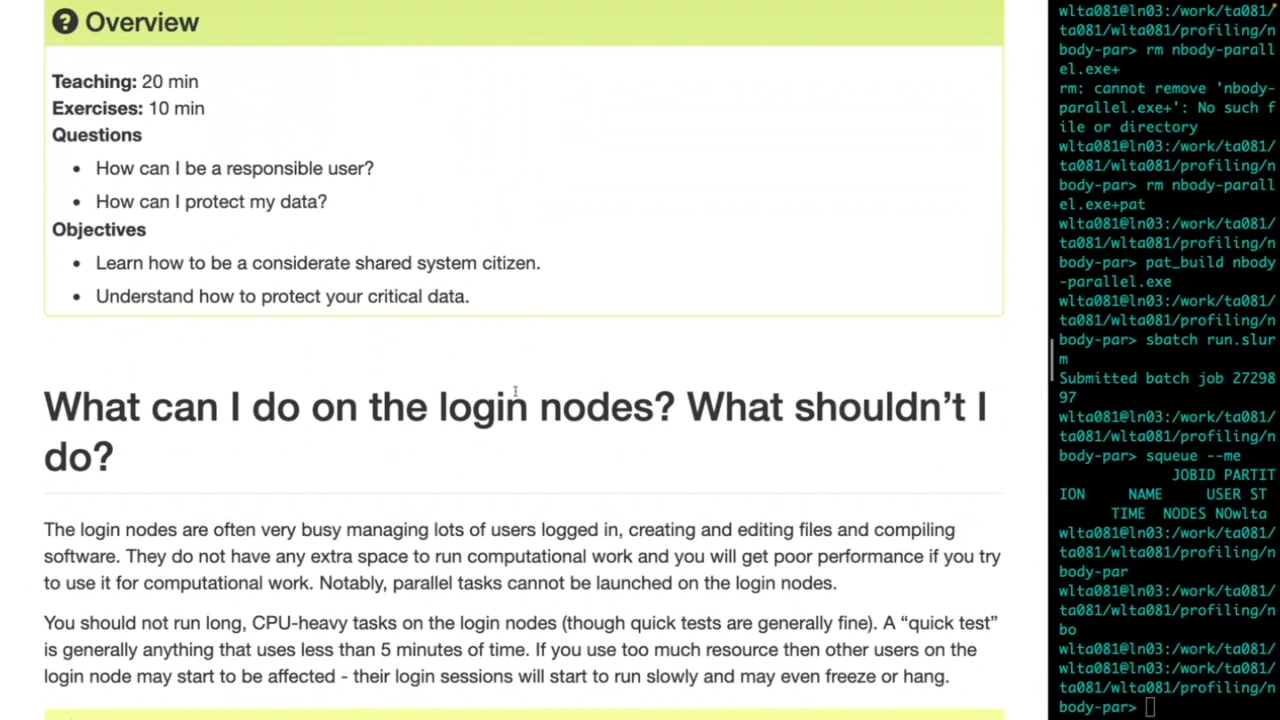 Overview
Teaching: 20 min
Exercises: 10 min
Questions
How can I be a responsible user?
How can I protect my data?
Objectives
Learn how to be a considerate shared system citizen.
Understand how to protect your critical data.
What can I do on the login nodes? What shouldn’t I
do?
The login nodes are often very busy managing lots of users logged in, creating and editing files and compiling
software. They do not have any extra space to run computational work and you will get poor performance if you try
to use it for computational work. Notably, parallel tasks cannot be launched on the login nodes.
You should not run long, CPU-heavy tasks on the login nodes (though quick tests are generally fine). A “quick test”
is generally anything that uses less than 5 minutes of time. If you use too much resource then other users on the
login node may start to be affected - their login sessions will start to run slowly and may even freeze or hang.
wlta081@ln03:/work/ta081/
ta081/wlta081/profiling/n
body-par> rm nbody-parall
el.exe+
rm: cannot remove 'nbody-
parallel.exe+': No such f
ile or directory
wlta081@ln03:/work/ta081/
ta081/wlta081/profiling/n
body-par> rm nbody-parall
el.exe+pat
wlta081@ln03:/work/ta081/
ta081/wlta081/profiling/n
body-par> pat_build nbody
-parallel.exe
wlta081@ln03:/work/ta081/
ta081/wlta081/profiling/n
body-par> sbatch run.slur
m
Submitted batch job 27298
97
wlta081@ln03:/work/ta081/
ta081/wlta081/profiling/n
body-par> squeue --me
JOBID PARTIT
ION NAME USER ST
TIME NODES NOwlta
wlta081@ln03:/work/ta081/
ta081/wlta081/profiling/n
body-par
wlta081@ln03:/work/ta081/
ta081/wlta081/profiling/n
bo
wlta081@ln03:/work/ta081/
wlta081@ln03:/work/ta081/
ta081/wlta081/profiling/n
body-par>